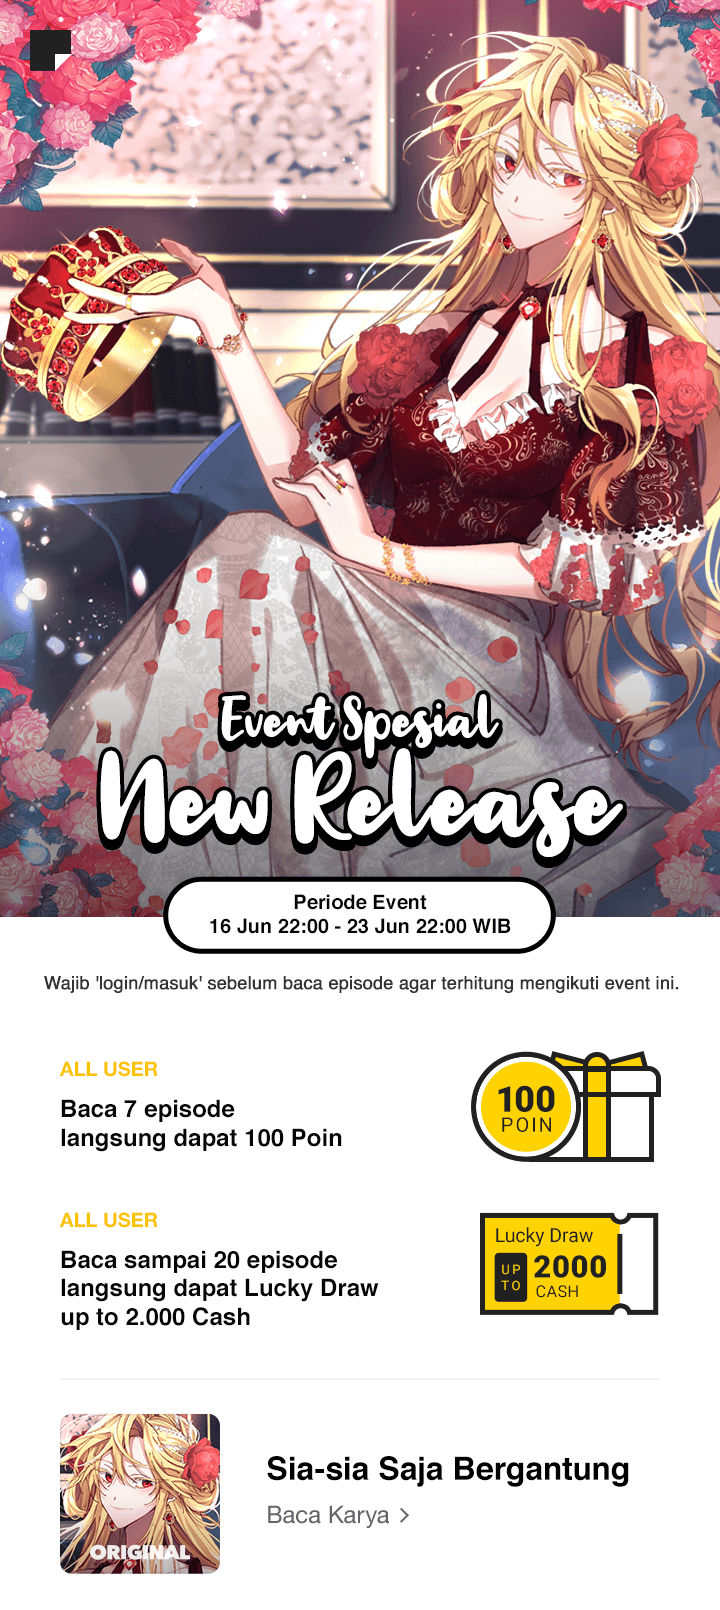 Event Spesial
New Release
Periode Event
16 Jun 22:00 - 23 Jun 22:00 WIB
Wajib 'login/masuk' sebelum baca episode agar terhitung mengikuti event ini.
ALL USER
Baca 7 episode
langsung dapat 100 Poin
100
POIN
ALL USER
Baca sampai 20 episode
langsung dapat Lucky Draw
up to 2.000 Cash
Lucky Draw
UP TO 2000
CASH
Sia-sia Saja Bergantung
Baca Karya >
ORIGINAL